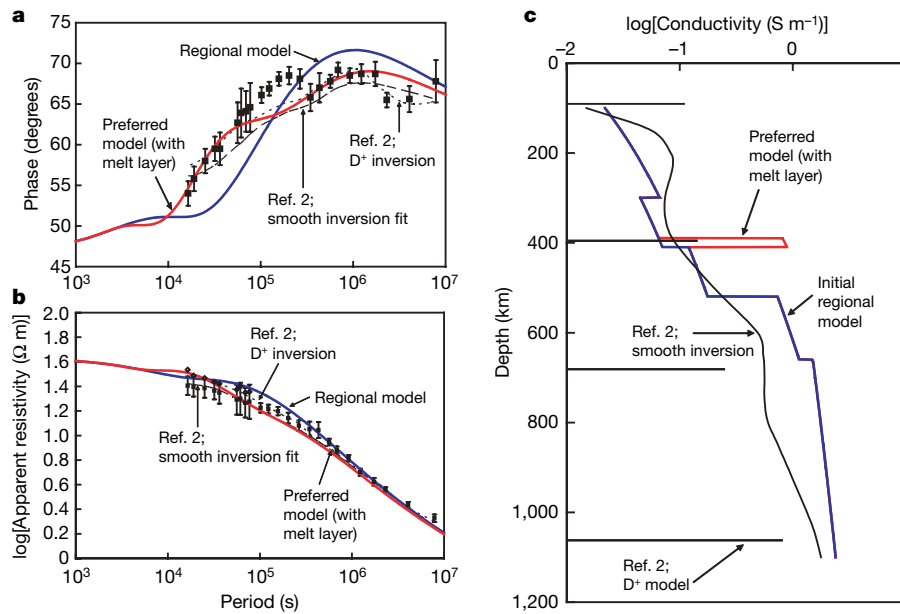 a
75
70
65
60
55
50
45
Phase (degrees)
Regional model
Preferred
model (with
melt layer)
Ref. 2;
D+ inversion
Ref. 2;
smooth inversion fit
10³ 10⁴ 10⁵ 10⁶ 10⁷
b
2.0
1.8
1.6
1.4
1.2
1.0
0.8
0.6
0.4
0.2
0
log[Apparent resistivity (Ω m)]
Ref. 2;
D+ inversion
Regional model
Ref. 2;
smooth inversion fit
Preferred
model (with
melt layer)
10³ 10⁴ 10⁵ 10⁶ 10⁷
Period (s)
c
log[Conductivity (S m⁻¹)]
–2 –1 0
0
200
400
600
800
1,000
1,200
Depth (km)
Preferred
model (with
melt layer)
Initial
regional
model
Ref. 2;
smooth inversion
Ref. 2;
D+ model